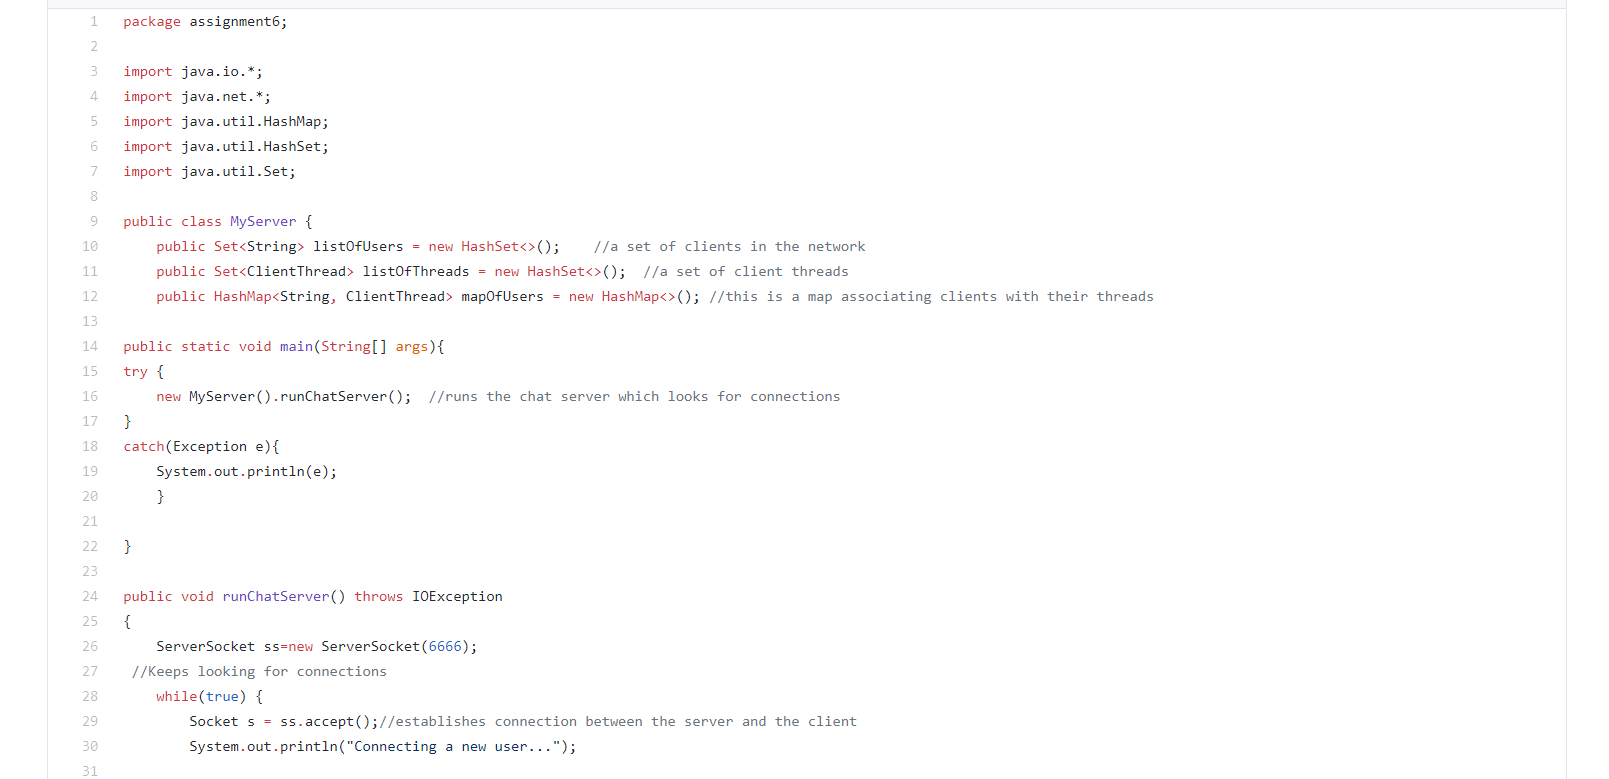 1 package assignment6;
2
3 import java.io.*;
4 import java.net.*;
5 import java.util.HashMap;
6 import java.util.HashSet;
7 import java.util.Set;
8
9 public class MyServer {
10     public Set<String> listOfUsers = new HashSet<>();    //a set of clients in the network
11     public Set<ClientThread> listOfThreads = new HashSet<>();  //a set of client threads
12     public HashMap<String, ClientThread> mapOfUsers = new HashMap<>(); //this is a map associating clients with their threads
13
14 public static void main(String[] args){
15 try {
16     new MyServer().runChatServer();  //runs the chat server which looks for connections
17 }
18 catch(Exception e){
19     System.out.println(e);
20     }
21
22 }
23
24 public void runChatServer() throws IOException
25 {
26     ServerSocket ss=new ServerSocket(6666);
27  //Keeps looking for connections
28     while(true) {
29         Socket s = ss.accept();//establishes connection between the server and the client
30         System.out.println("Connecting a new user...");
31